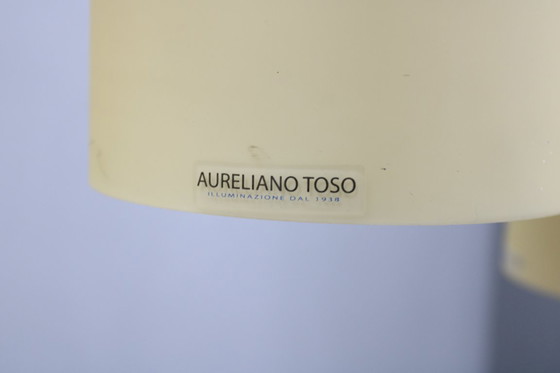 AURELIANO TOSO
ILLUMINAZIONE DAL 1938